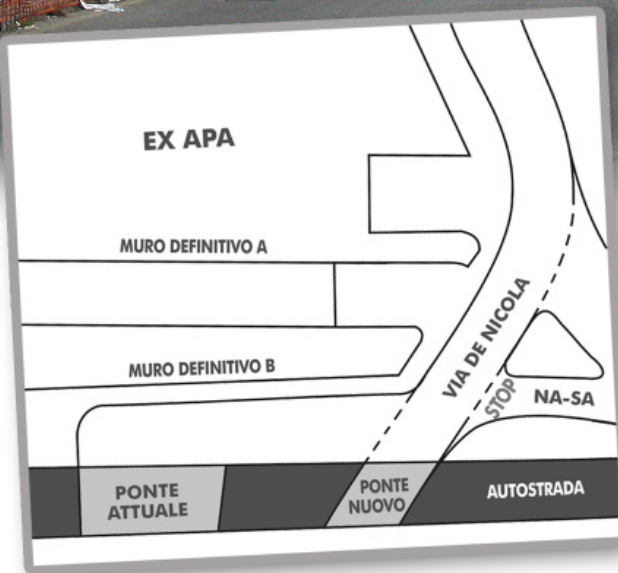 EX APA
MURO DEFINITIVO A
MURO DEFINITIVO B
VIA DE NICOLA
STOP
NA-SA
PONTE
ATTUALE
PONTE
NUOVO
AUTOSTRADA